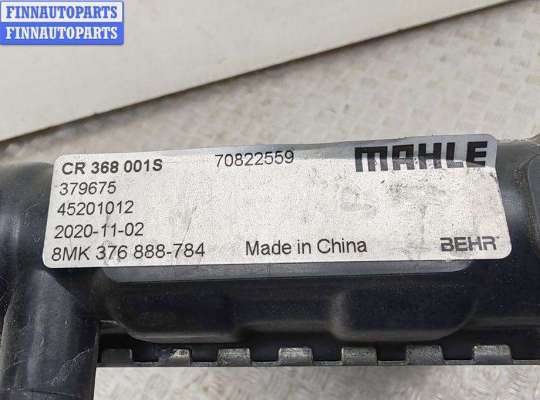 FINNAUTOPARTS
FINNAUTOPARTS
CR 368 001S 70822559 MAHLE
379675
45201012
2020-11-02
8MK 376 888-784 Made in China BEHR